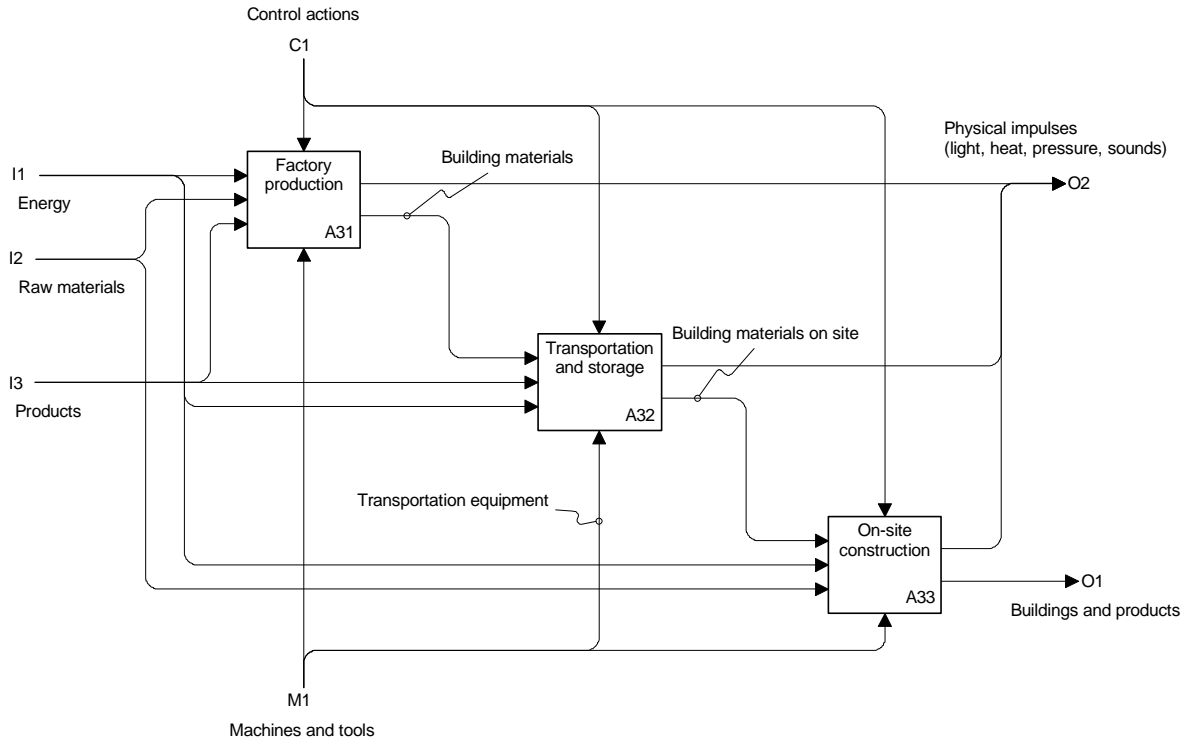 Control actions
C1
Physical impulses
(light, heat, pressure, sounds)
Building materials
Factory
production
I1
O2
Energy
A31
I2
Raw materials
Building materials on site
Transportation
and storage
I3
Products
A32
Transportation equipment
On-site
construction
O1
A33
Buildings and products
M1
Machines and tools